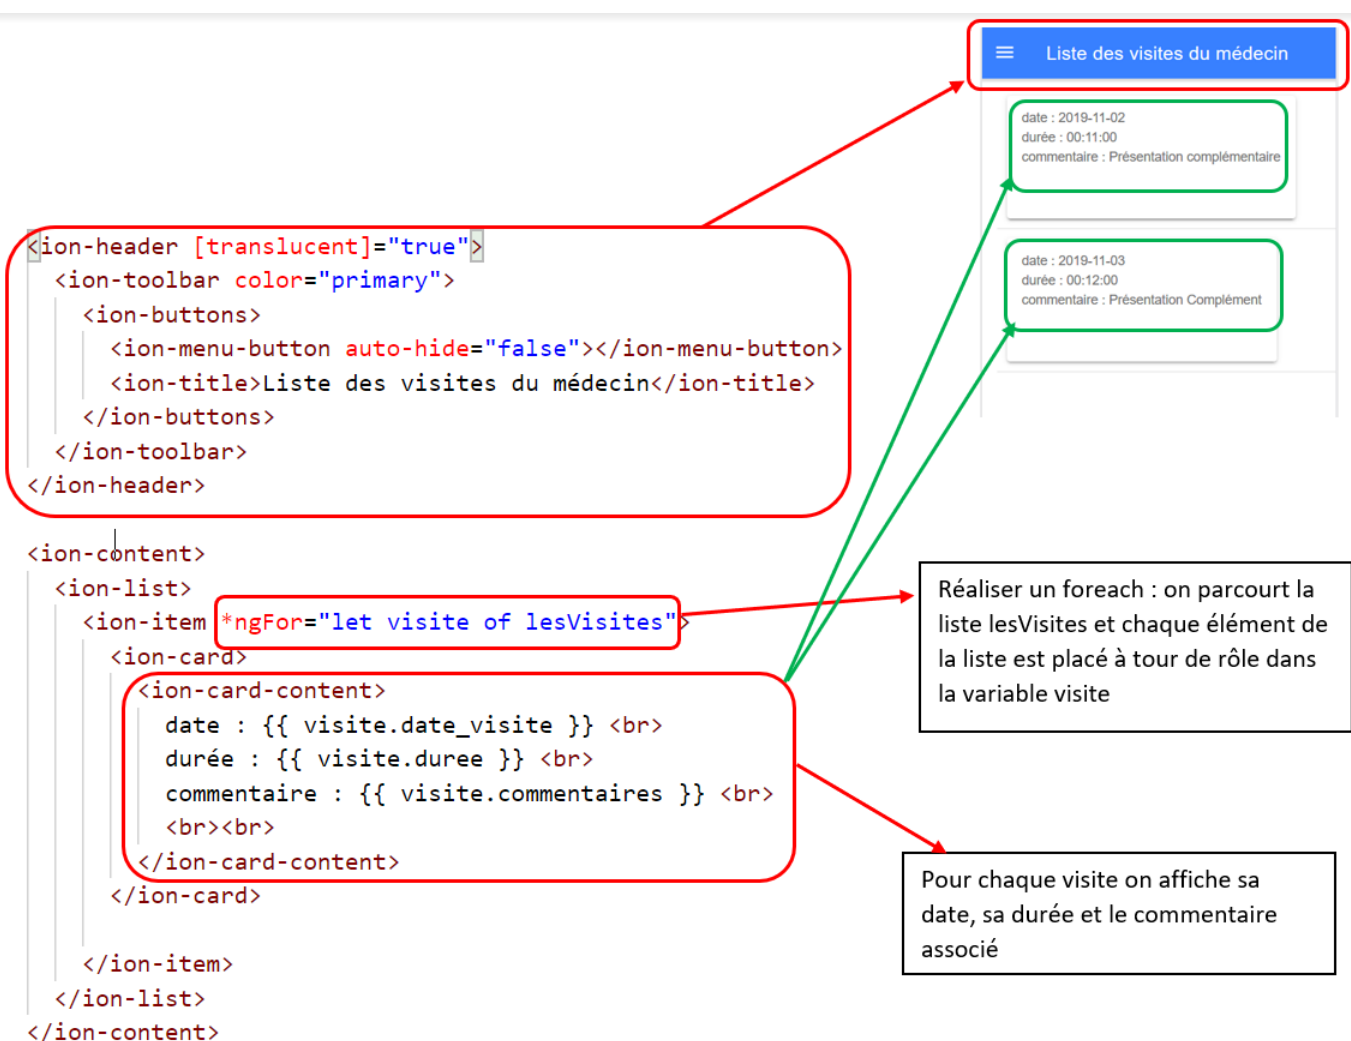 Liste des visites du médecin
date : 2019-11-02
durée : 00:11:00
commentaire : Présentation complémentaire
date : 2019-11-03
durée : 00:12:00
commentaire : Présentation Complément
<ion-header [translucent]="true">
<ion-toolbar color="primary">
<ion-buttons>
<ion-menu-button auto-hide="false"></ion-menu-button>
<ion-title>Liste des visites du médecin</ion-title>
</ion-buttons>
</ion-toolbar>
</ion-header>
<ion-content>
<ion-list>
<ion-item *ngFor="let visite of lesVisites">
<ion-card>
<ion-card-content>
date : {{ visite.date_visite }} <br>
durée : {{ visite.duree }} <br>
commentaire : {{ visite.commentaires }} <br>
<br><br>
</ion-card-content>
</ion-card>
</ion-item>
</ion-list>
</ion-content>
Réaliser un foreach : on parcourt la
liste lesVisites et chaque élément de
la liste est placé à tour de rôle dans
la variable visite
Pour chaque visite on affiche sa
date, sa durée et le commentaire
associé